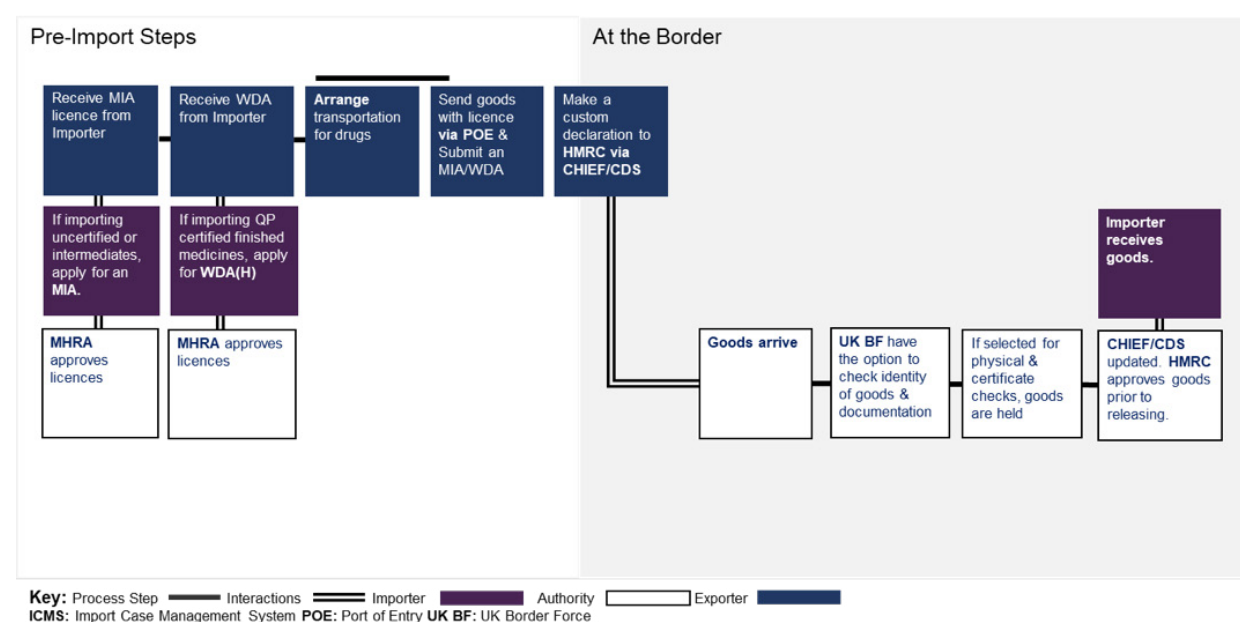 Pre-Import Steps
At the Border
Receive MIA
licence from
Importer
Receive WDA
from Importer
Arrange
transportation
for drugs
Send goods
with licence
via POE &
Submit an
MIA/WDA
Make a
custom
declaration to
HMRC via
CHIEF/CDS
If importing
uncertified or
intermediates,
apply for an
MIA.
If importing QP
certified finished
medicines, apply
for WDA(H)
Importer
receives
goods.
MHRA
approves
licences
MHRA approves
licences
Goods arrive
UK BF have
the option to
check identity
of goods &
documentation
If selected for
physical &
certificate
checks, goods
are held
CHIEF/CDS
updated. HMRC
approves goods
prior to
releasing.
Key: Process Step Interactions Importer Authority Exporter
ICMS: Import Case Management System POE: Port of Entry UK BF: UK Border Force